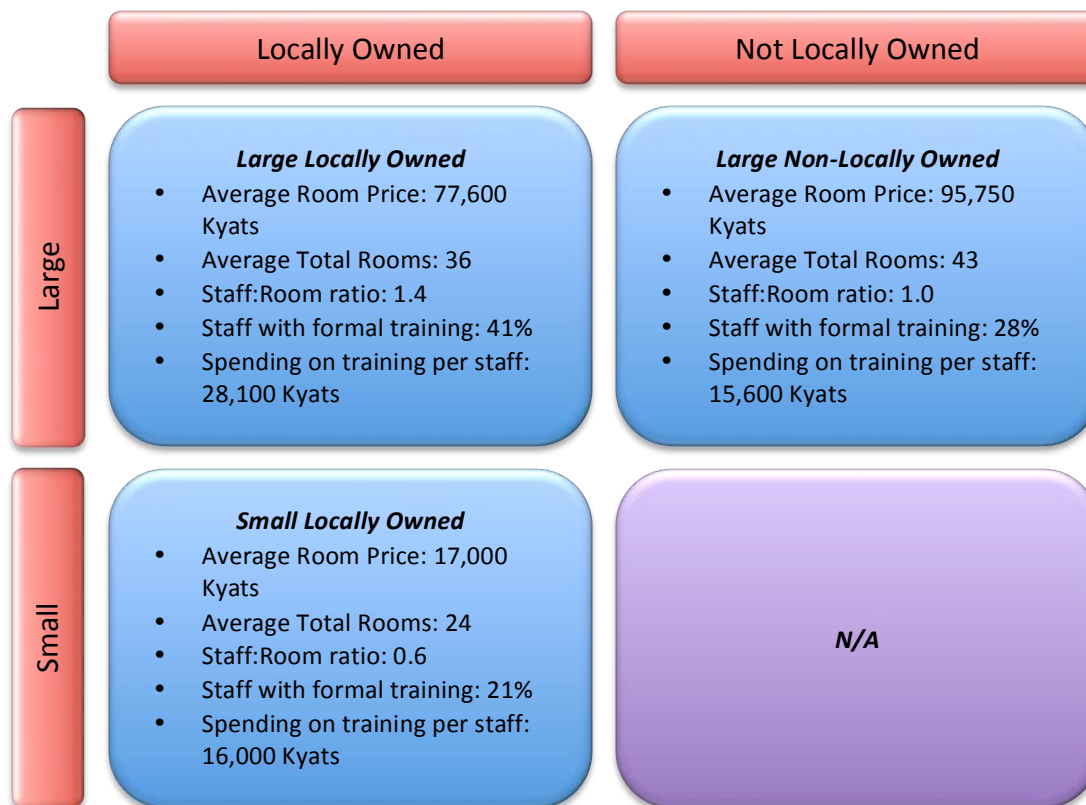 Locally Owned
Not Locally Owned
Large
Large Locally Owned
• Average Room Price: 77,600
Kyats
• Average Total Rooms: 36
• Staff:Room ratio: 1.4
• Staff with formal training: 41%
• Spending on training per staff:
28,100 Kyats
Large Non-Locally Owned
• Average Room Price: 95,750
Kyats
• Average Total Rooms: 43
• Staff:Room ratio: 1.0
• Staff with formal training: 28%
• Spending on training per staff:
15,600 Kyats
Small
Small Locally Owned
• Average Room Price: 17,000
Kyats
• Average Total Rooms: 24
• Staff:Room ratio: 0.6
• Staff with formal training: 21%
• Spending on training per staff:
16,000 Kyats
N/A